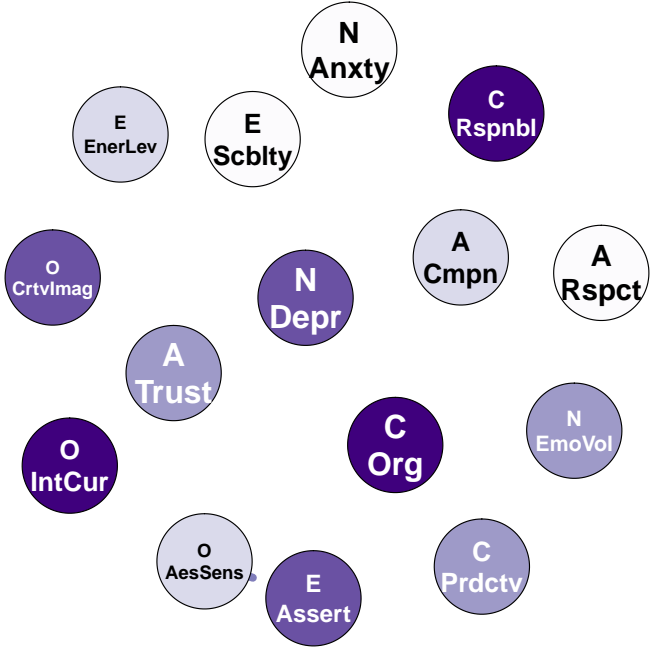 N
Anxty
C
Rspnbl
E
EnerLev
E
Scblty
A
Cmpn
A
Rspct
O
CrtvImag
N
Depr
A
Trust
N
EmoVol
C
Org
O
IntCur
O
AesSens
C
Prdctv
E
Assert